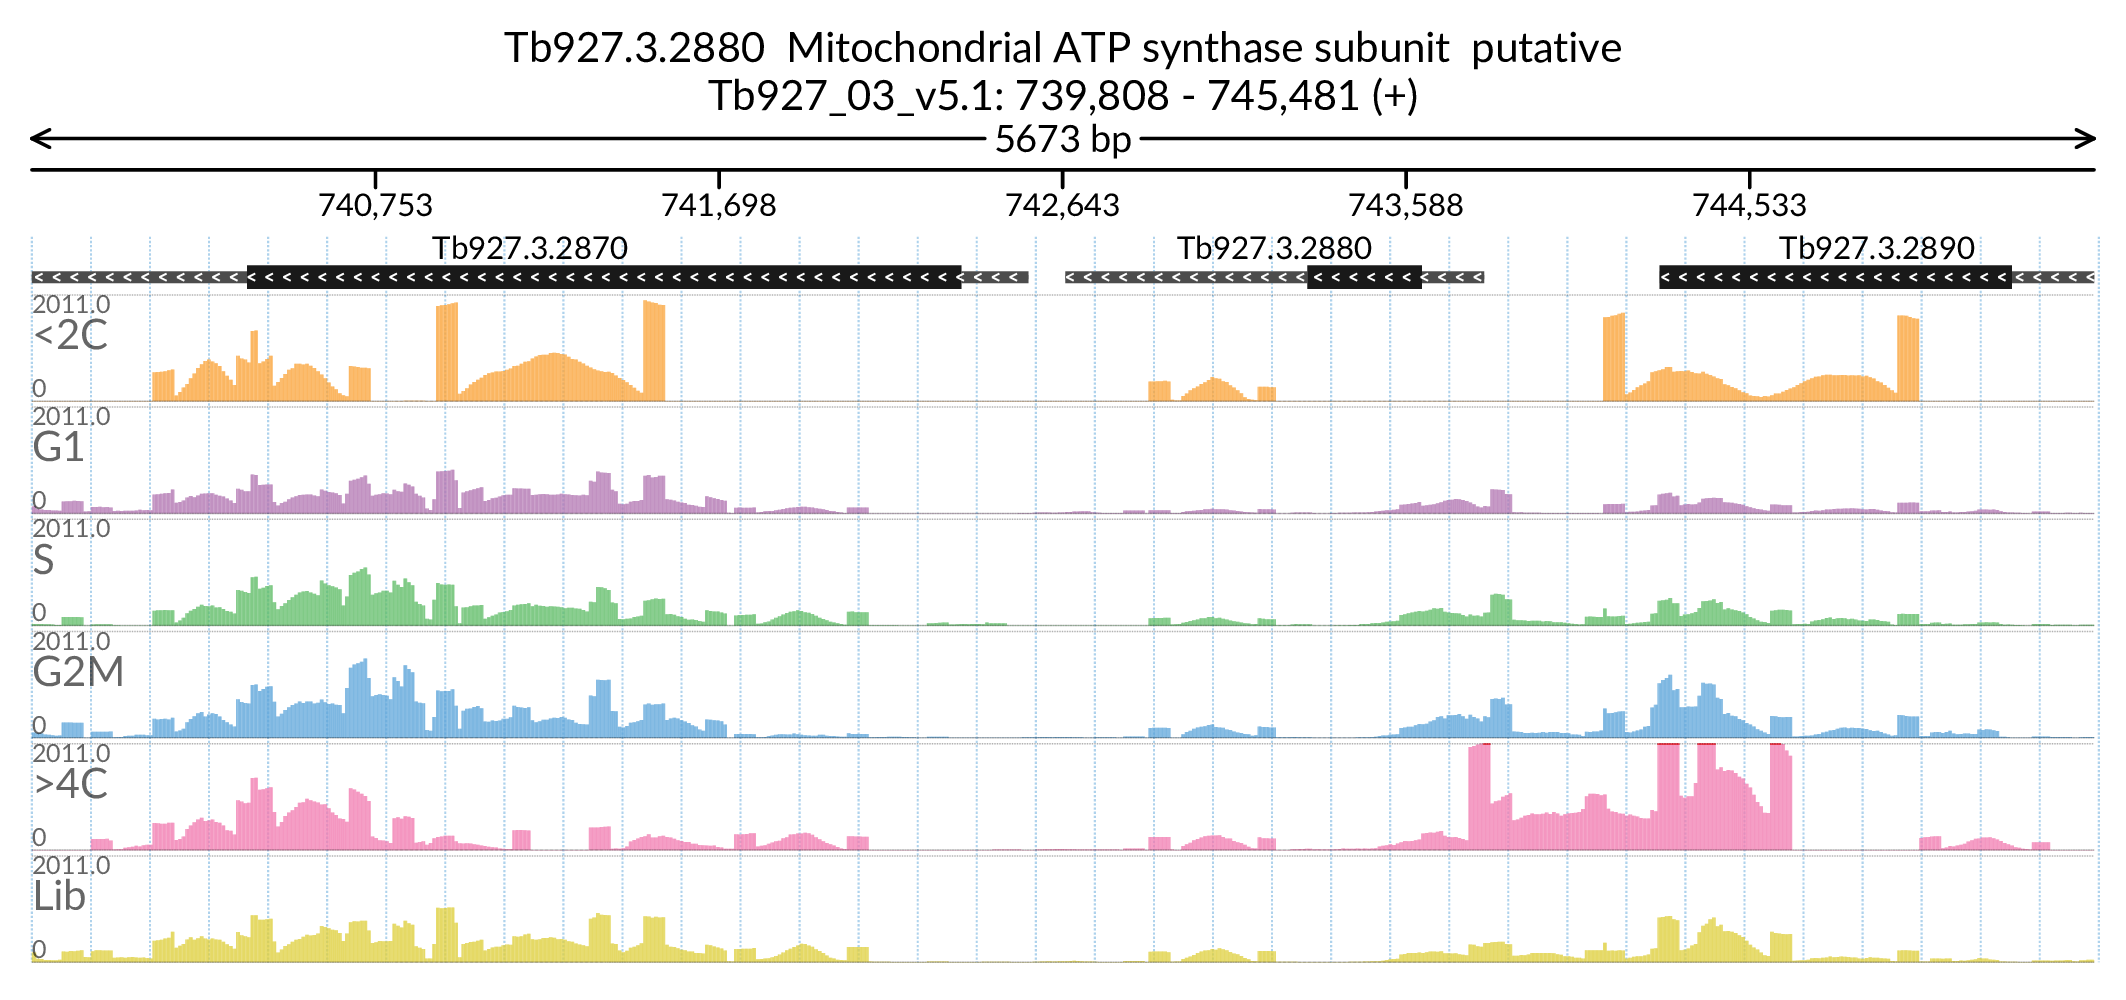 Tb927.3.2880  Mitochondrial ATP synthase subunit  putative
Tb927_03_v5.1: 739,808 - 745,481 (+)
5673 bp
740,753 741,698 742,643 743,588 744,533
Tb927.3.2870 Tb927.3.2880 Tb927.3.2890
2011.0
<2C
0
2011.0
G1
0
2011.0
S
0
2011.0
G2M
0
2011.0
>4C
0
2011.0
Lib
0